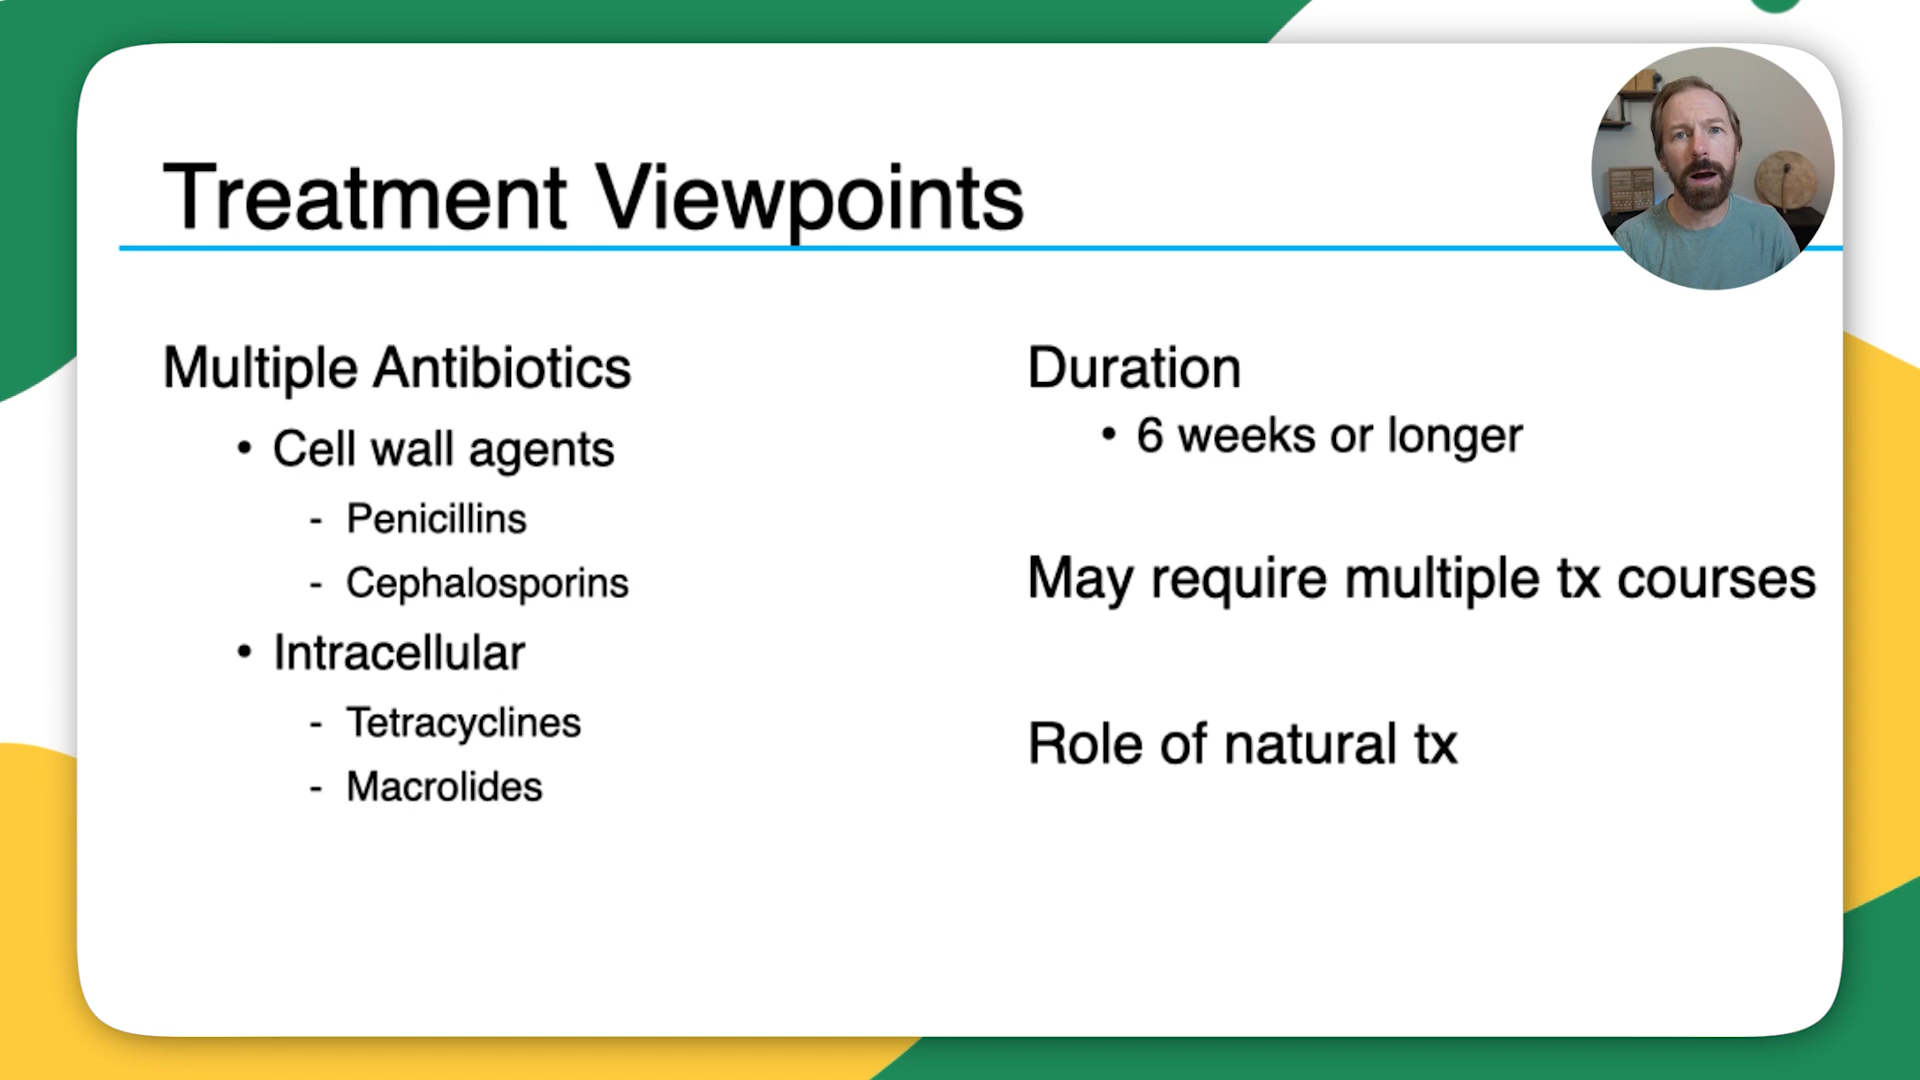 Treatment Viewpoints
Multiple Antibiotics
• Cell wall agents
- Penicillins
- Cephalosporins
• Intracellular
- Tetracyclines
- Macrolides
Duration
• 6 weeks or longer
May require multiple tx courses
Role of natural tx